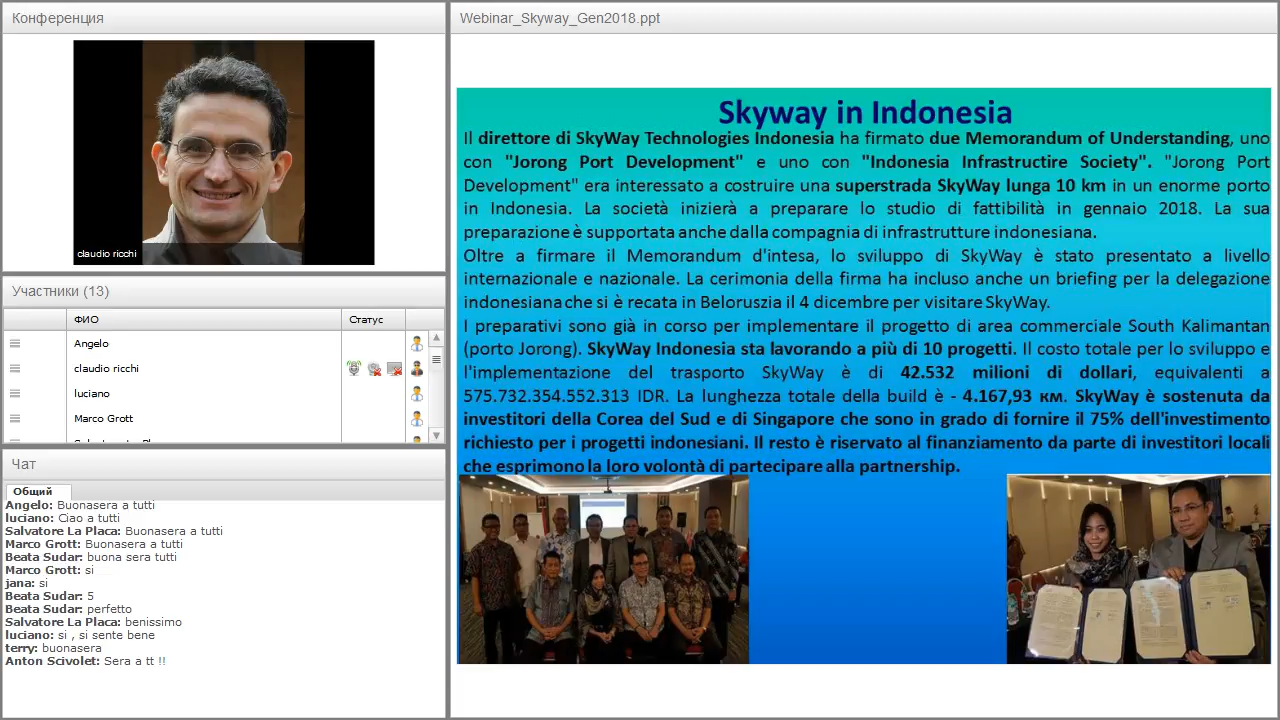 Конференция
claudio ricchi
Участники (13)
ФИО
Статус
Angelo
claudio ricchi
luciano
Marco Grott
Чат
Общий
Angelo: Buonasera a tutti
luciano: Ciao a tutti
Salvatore La Placa: Buonasera a tutti
Marco Grott: Buonasera a tutti
Beata Sudar: buona sera tutti
Marco Grott: si
jana: si
Beata Sudar: 5
Beata Sudar: perfetto
Salvatore La Placa: benissimo
luciano: si , si sente bene
terry: buonasera
Anton Scivolet: Sera a tt !!
Webinar_Skyway_Gen2018.ppt
Skyway in Indonesia
Il direttore di SkyWay Technologies Indonesia ha firmato due Memorandum of Understanding, uno
con "Jorong Port Development" e uno con "Indonesia Infrastructire Society". "Jorong Port
Development" era interessato a costruire una superstrada SkyWay lunga 10 km in un enorme porto
in Indonesia. La società inizierà a preparare lo studio di fattibilità in gennaio 2018. La sua
preparazione è supportata anche dalla compagnia di infrastrutture indonesiana.
Oltre a firmare il Memorandum d'intesa, lo sviluppo di SkyWay è stato presentato a livello
internazionale e nazionale. La cerimonia della firma ha incluso anche un briefing per la delegazione
indonesiana che si è recata in Beloruszia il 4 dicembre per visitare SkyWay.
I preparativi sono già in corso per implementare il progetto di area commerciale South Kalimantan
(porto Jorong). SkyWay Indonesia sta lavorando a più di 10 progetti. Il costo totale per lo sviluppo e
l'implementazione del trasporto SkyWay è di 42.532 milioni di dollari, equivalenti a
575.732.354.552.313 IDR. La lunghezza totale della build è - 4.167,93 км. SkyWay è sostenuta da
investitori della Corea del Sud e di Singapore che sono in grado di fornire il 75% dell'investimento
richiesto per i progetti indonesiani. Il resto è riservato al finanziamento da parte di investitori locali
che esprimono la loro volontà di partecipare alla partnership.